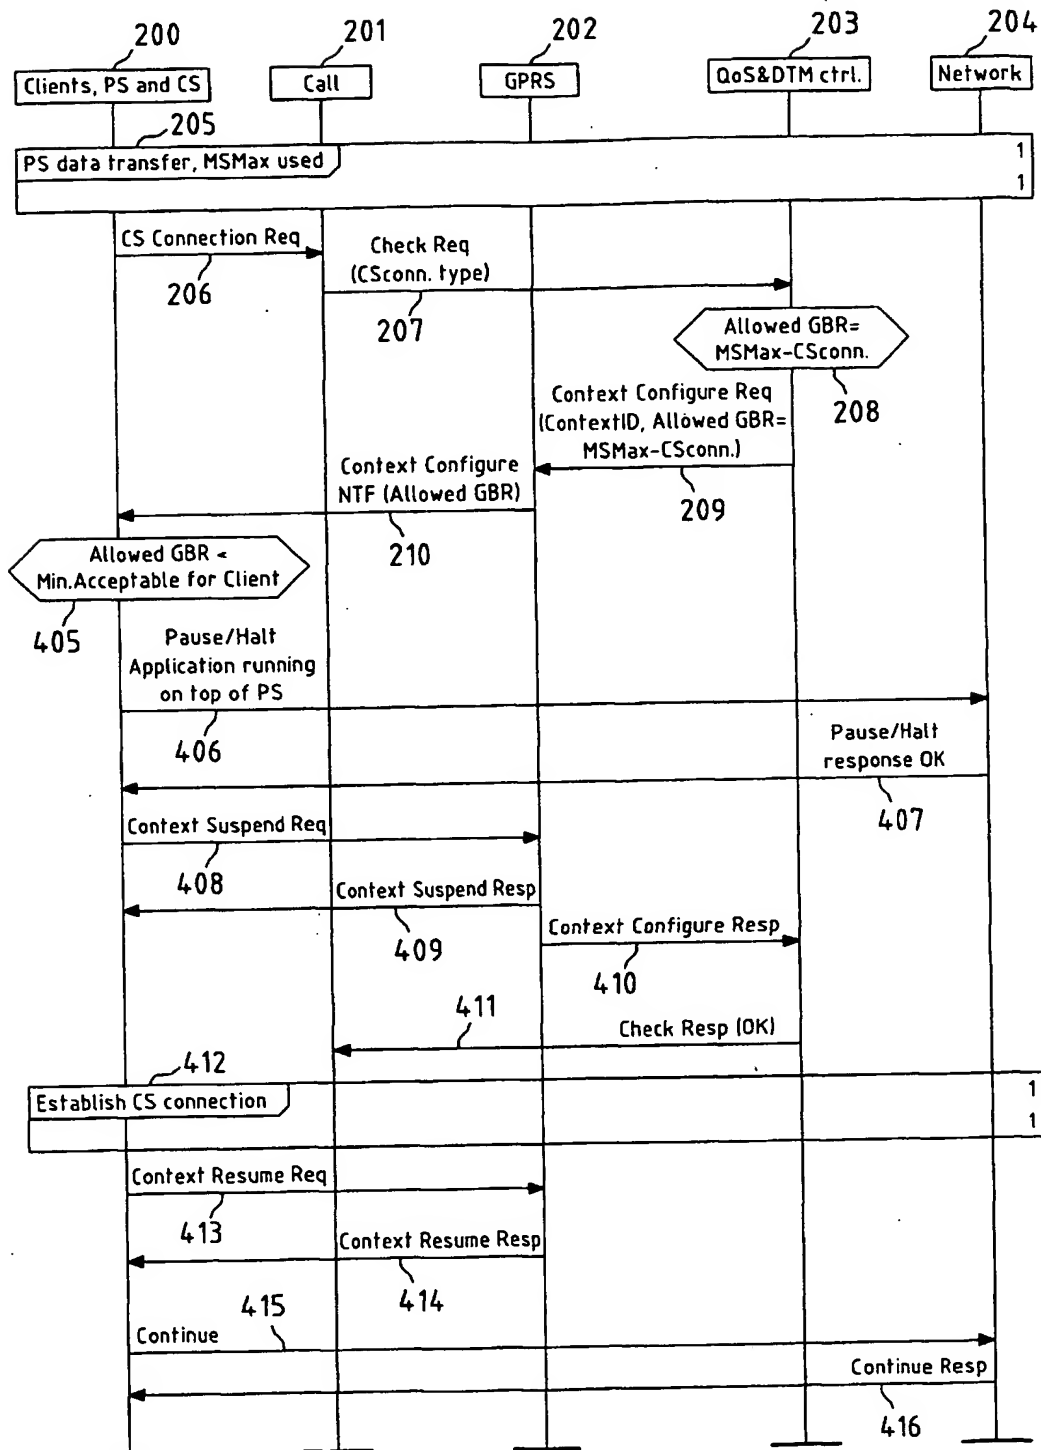 200
201
202
203
204
Clients, PS and CS
Call
GPRS
QoS&DTM ctrl.
Network
205
PS data transfer, MSMax used
1
1
CS Connection Req
206
Check Req
(CSconn. type)
207
Allowed GBR=
MSMax-CSconn.
208
Context Configure Req
(ContextID, Allowed GBR=
MSMax-CSconn.)
209
Context Configure
NTF (Allowed GBR)
210
Allowed GBR <
Min.Acceptable for Client
405
Pause/Halt
Application running
on top of PS
406
Pause/Halt
response OK
407
Context Suspend Req
408
Context Suspend Resp
409
Context Configure Resp
410
411
Check Resp (OK)
412
Establish CS connection
1
1
Context Resume Req
413
Context Resume Resp
414
415
Continue
Continue Resp
416